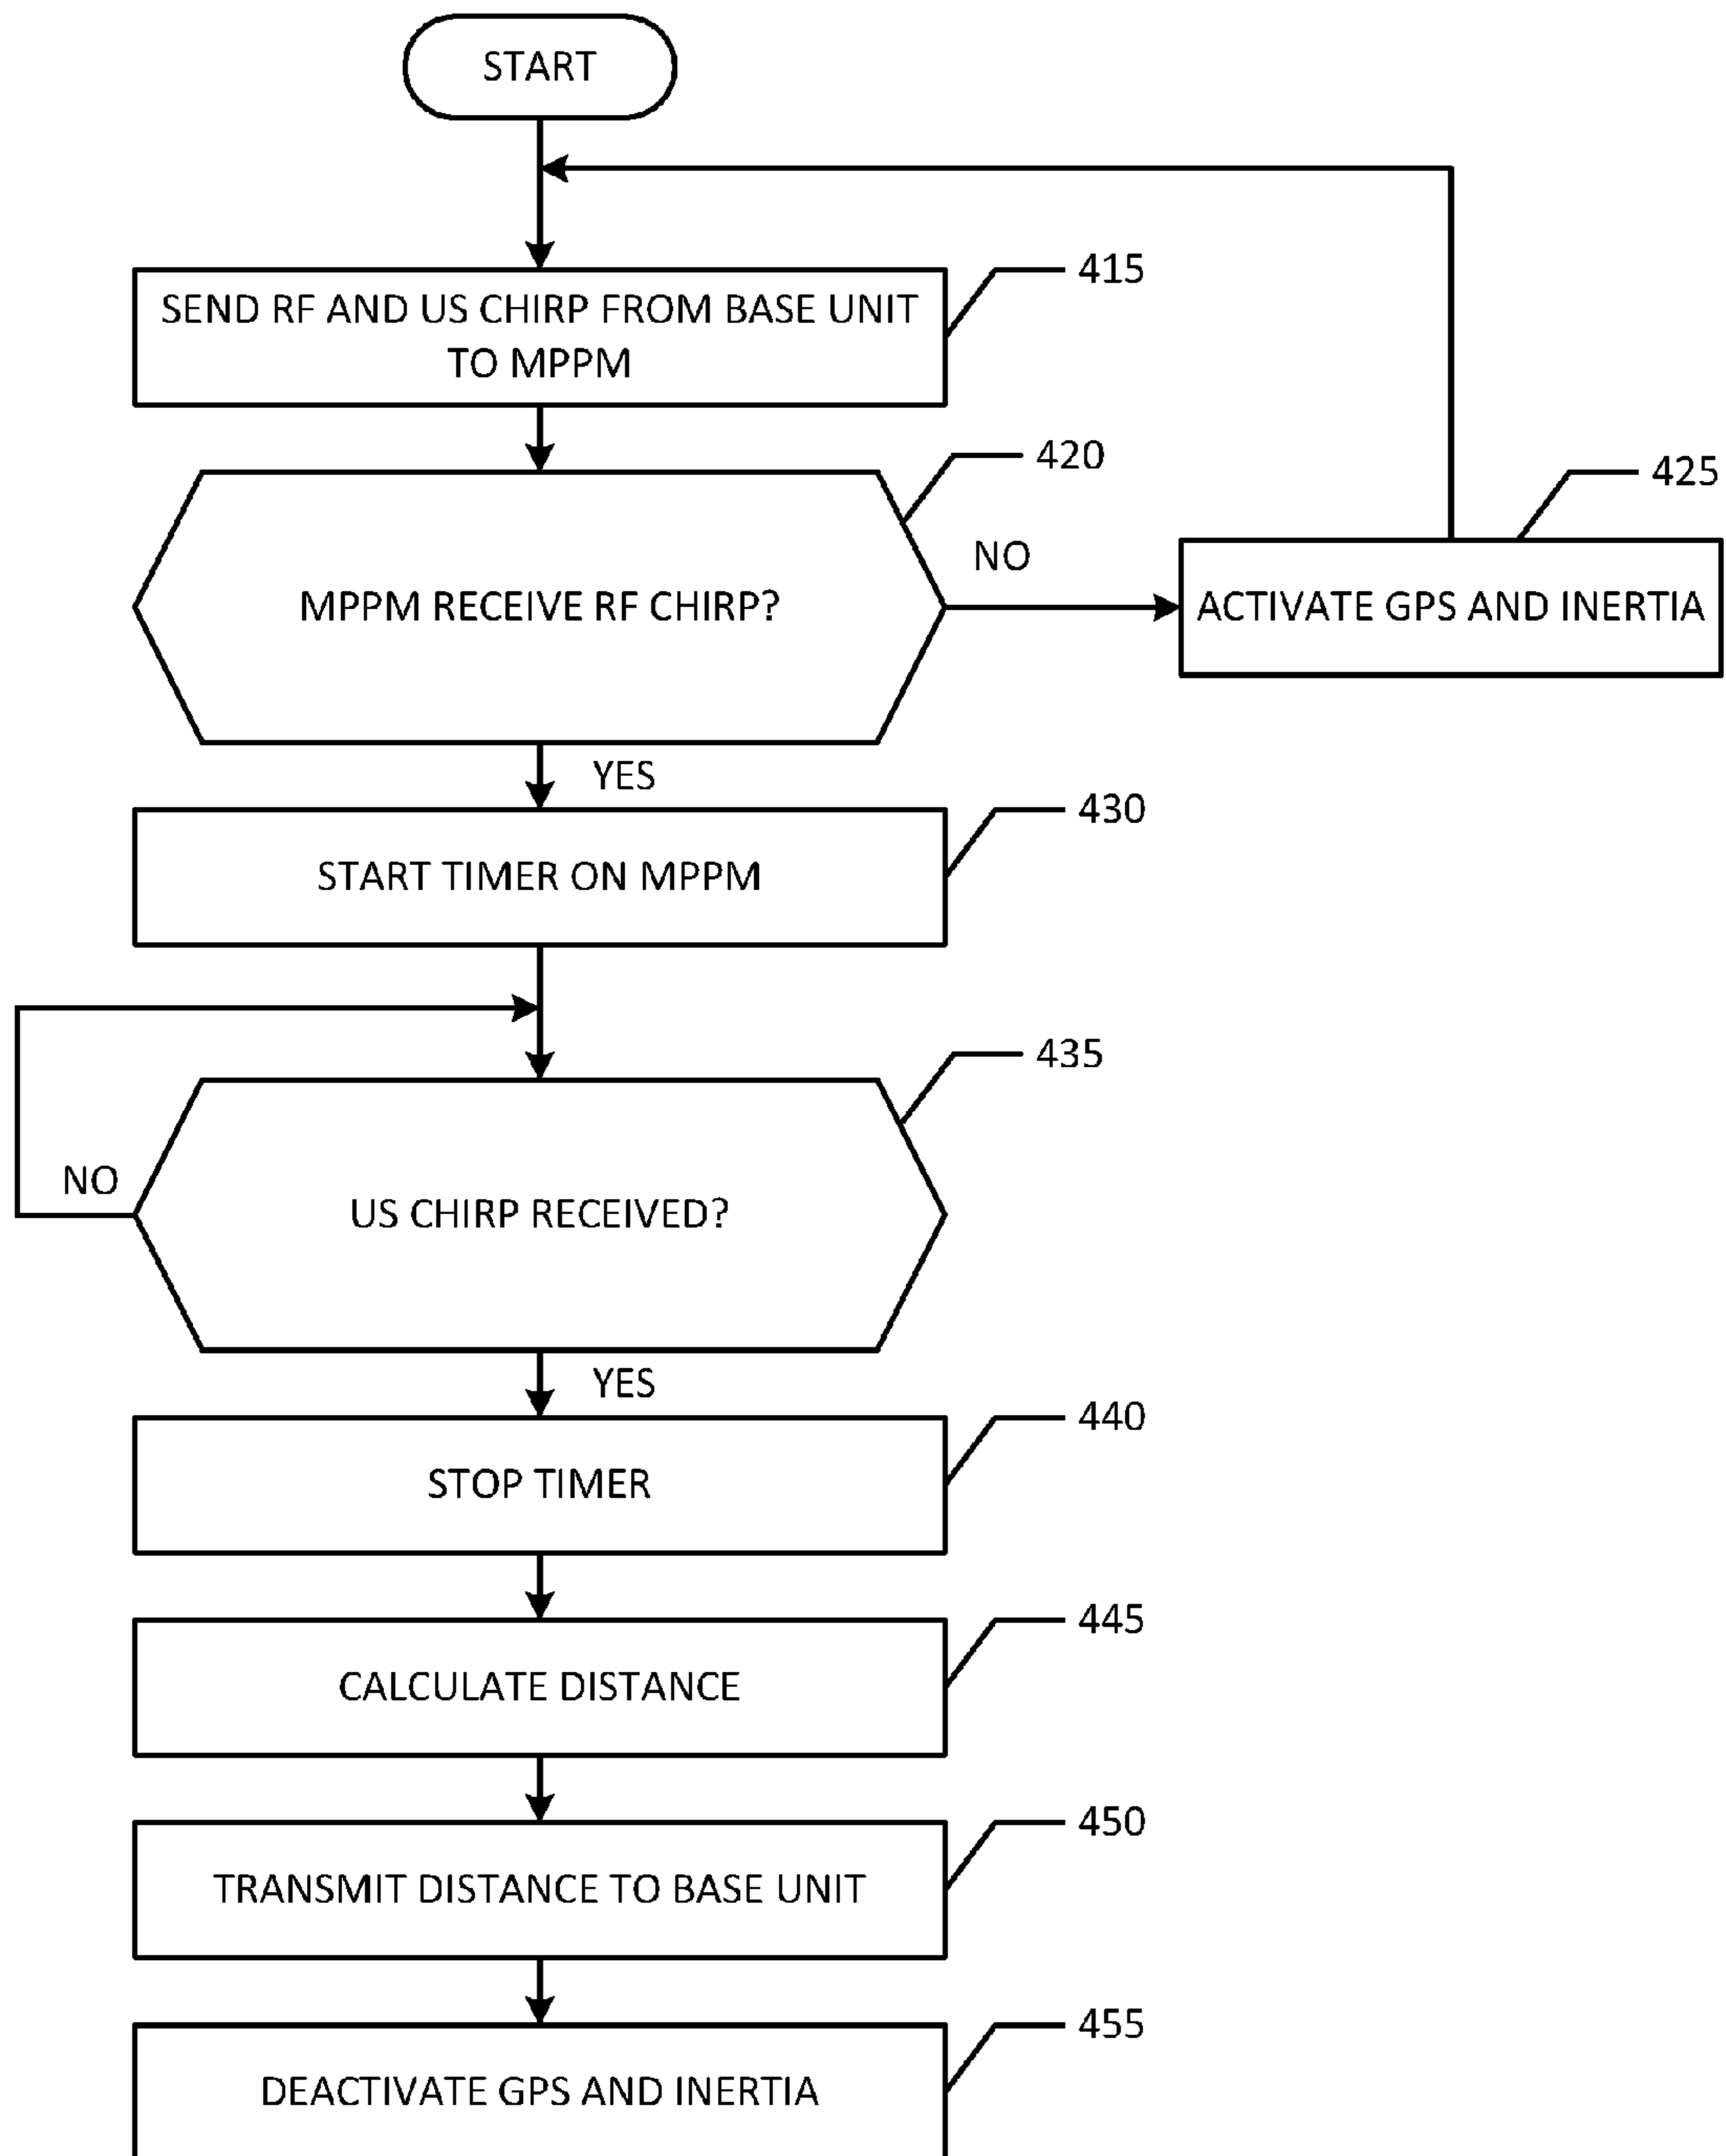 START
415
SEND RF AND US CHIRP FROM BASE UNIT
TO MPPM
420
425
MPPM RECEIVE RF CHIRP?
NO
ACTIVATE GPS AND INERTIA
YES
430
START TIMER ON MPPM
435
NO
US CHIRP RECEIVED?
YES
440
STOP TIMER
445
CALCULATE DISTANCE
450
TRANSMIT DISTANCE TO BASE UNIT
455
DEACTIVATE GPS AND INERTIA